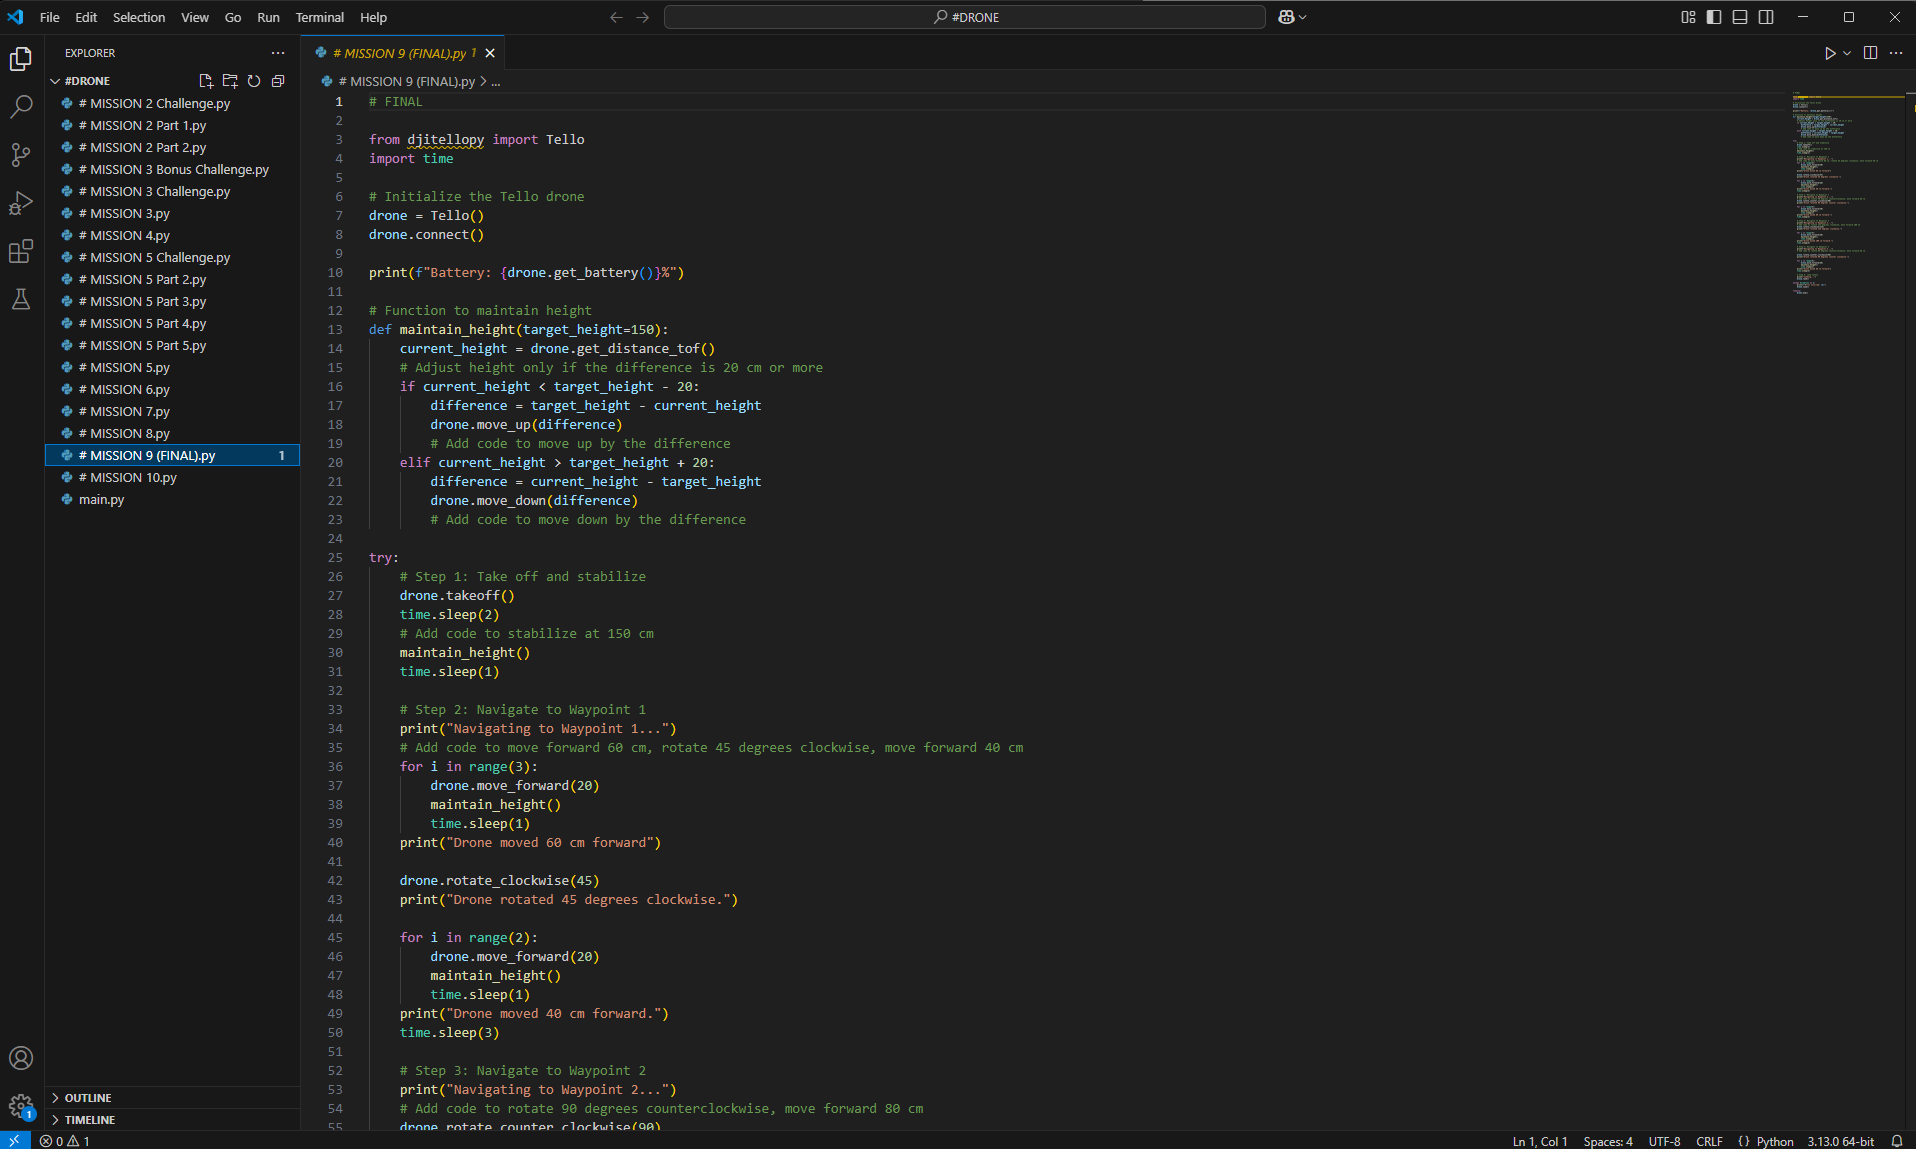 File Edit Selection View Go Run Terminal Help
#DRONE
EXPLORER
#DRONE
# MISSION 2 Challenge.py
# MISSION 2 Part 1.py
# MISSION 2 Part 2.py
# MISSION 3 Bonus Challenge.py
# MISSION 3 Challenge.py
# MISSION 3.py
# MISSION 4.py
# MISSION 5 Challenge.py
# MISSION 5 Part 2.py
# MISSION 5 Part 3.py
# MISSION 5 Part 4.py
# MISSION 5 Part 5.py
# MISSION 5.py
# MISSION 6.py
# MISSION 7.py
# MISSION 8.py
# MISSION 9 (FINAL).py 1
# MISSION 10.py
main.py
OUTLINE
TIMELINE
# MISSION 9 (FINAL).py 1
# MISSION 9 (FINAL).py > ...
1 # FINAL
2
3 from djitellopy import Tello
4 import time
5
6 # Initialize the Tello drone
7 drone = Tello()
8 drone.connect()
9
10 print(f"Battery: {drone.get_battery()}%")
11
12 # Function to maintain height
13 def maintain_height(target_height=150):
14     current_height = drone.get_distance_tof()
15     # Adjust height only if the difference is 20 cm or more
16     if current_height < target_height - 20:
17         difference = target_height - current_height
18         drone.move_up(difference)
19         # Add code to move up by the difference
20     elif current_height > target_height + 20:
21         difference = current_height - target_height
22         drone.move_down(difference)
23         # Add code to move down by the difference
24
25 try:
26     # Step 1: Take off and stabilize
27     drone.takeoff()
28     time.sleep(2)
29     # Add code to stabilize at 150 cm
30     maintain_height()
31     time.sleep(1)
32
33     # Step 2: Navigate to Waypoint 1
34     print("Navigating to Waypoint 1...")
35     # Add code to move forward 60 cm, rotate 45 degrees clockwise, move forward 40 cm
36     for i in range(3):
37         drone.move_forward(20)
38         maintain_height()
39         time.sleep(1)
40     print("Drone moved 60 cm forward")
41
42     drone.rotate_clockwise(45)
43     print("Drone rotated 45 degrees clockwise.")
44
45     for i in range(2):
46         drone.move_forward(20)
47         maintain_height()
48         time.sleep(1)
49     print("Drone moved 40 cm forward.")
50     time.sleep(3)
51
52     # Step 3: Navigate to Waypoint 2
53     print("Navigating to Waypoint 2...")
54     # Add code to rotate 90 degrees counterclockwise, move forward 80 cm
55     drone.rotate_counter_clockwise(90)
1
0 1
Ln 1, Col 1 Spaces: 4 UTF-8 CRLF {} Python 3.13.0 64-bit